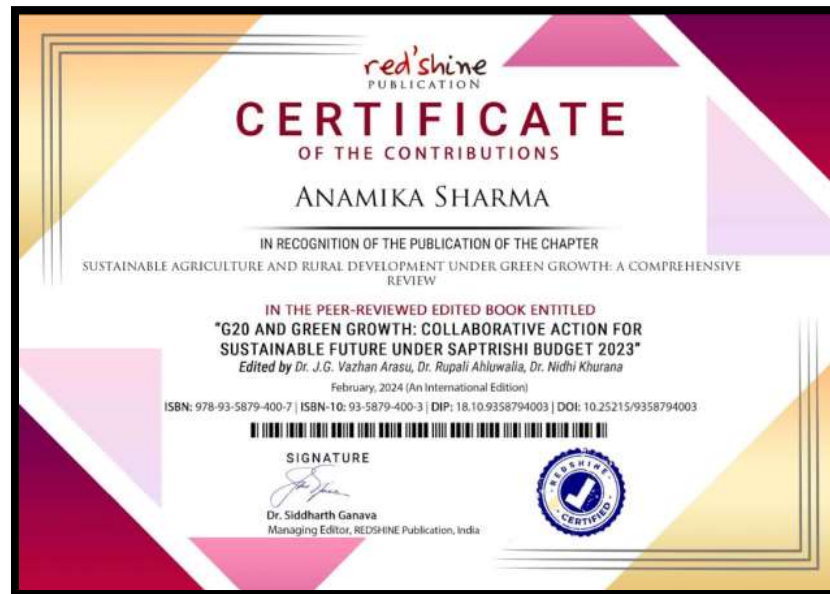 red'shine
PUBLICATION
CERTIFICATE
OF THE CONTRIBUTIONS
ANAMIKA SHARMA
IN RECOGNITION OF THE PUBLICATION OF THE CHAPTER
SUSTAINABLE AGRICULTURE AND RURAL DEVELOPMENT UNDER GREEN GROWTH: A COMPREHENSIVE
REVIEW
IN THE PEER-REVIEWED EDITED BOOK ENTITLED
"G20 AND GREEN GROWTH: COLLABORATIVE ACTION FOR
SUSTAINABLE FUTURE UNDER SAPTRISHI BUDGET 2023"
Edited by Dr. J.G. Vazhan Arasu, Dr. Rupali Ahluwalia, Dr. Nidhi Khurana
February, 2024 (An International Edition)
ISBN: 978-93-5879-400-7 | ISBN-10: 93-5879-400-3 | DIP: 18.10.9358794003 | DOI: 10.25215/9358794003
SIGNATURE
Dr. Siddharth Ganava
Managing Editor, REDSHINE Publication, India
REDSHINE
CERTIFIED